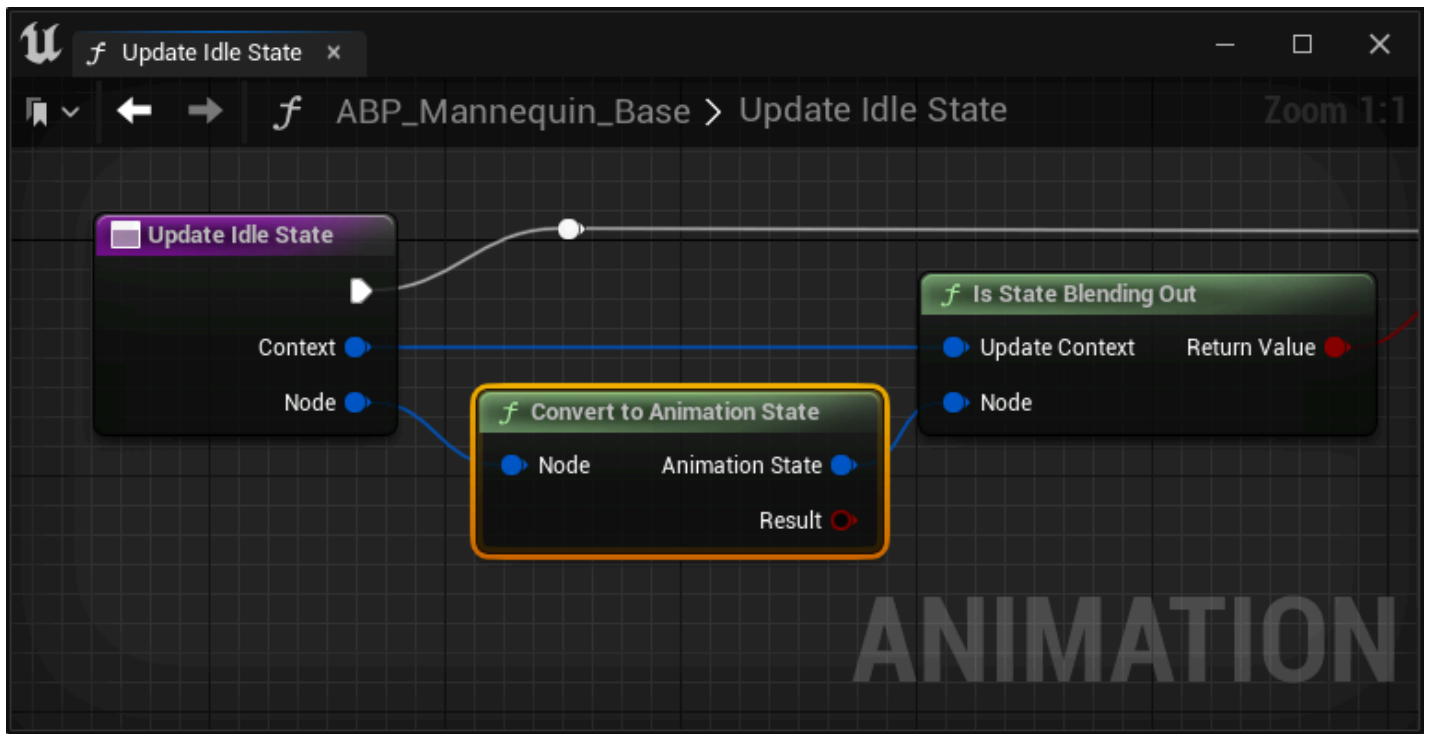 Update Idle State
ABP_Mannequin_Base > Update Idle State
Zoom 1:1
Update Idle State
Context
Node
Convert to Animation State
Node Animation State
Result
Is State Blending Out
Update Context Return Value
Node
ANIMATION